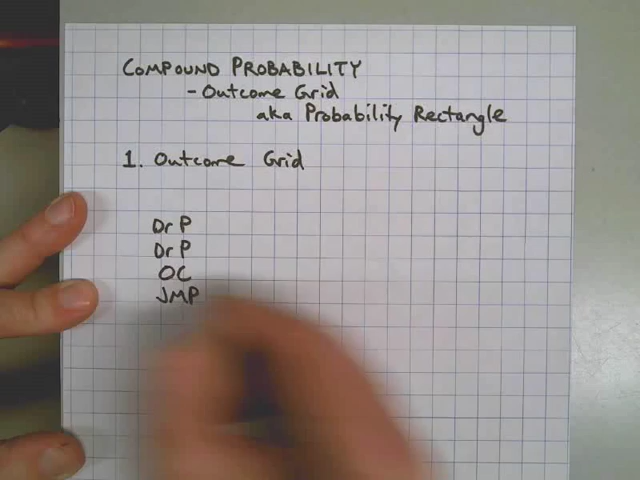 COMPOUND PROBABILITY
- Outcome Grid
aka Probability Rectangle
1. Outcome Grid
Dr P
Dr P
OC
JMP